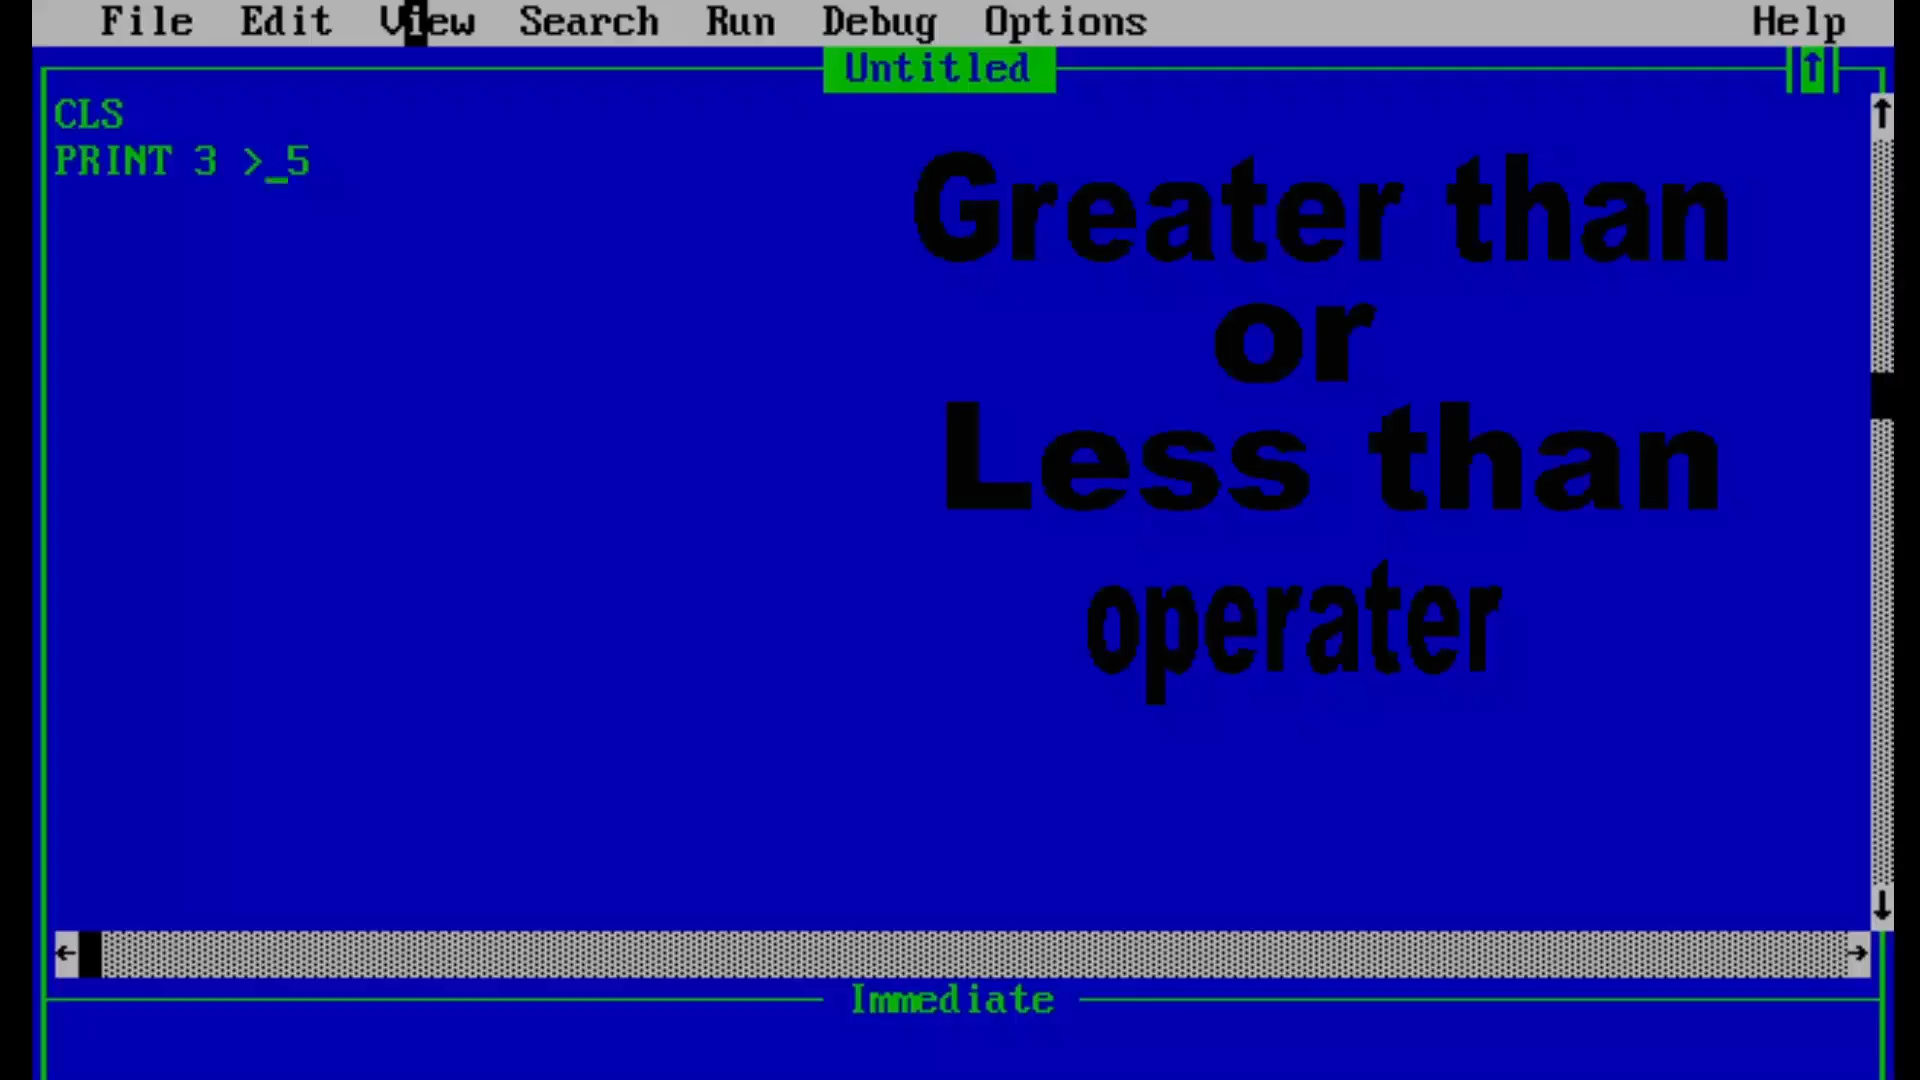 File Edit View Search Run Debug Options Help
Untitled
CLS
PRINT 3 >_5
Greater than
or
Less than
operater
Immediate